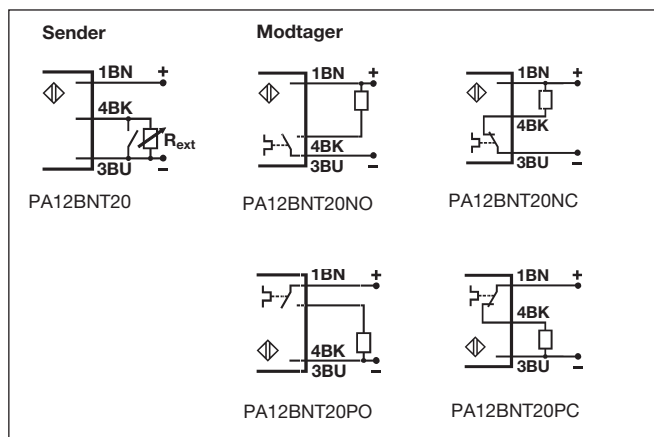 Sender
1BN +
4BK
Rext
3BU −
PA12BNT20
Modtager
1BN +
4BK
3BU −
PA12BNT20NO
1BN +
4BK
3BU −
PA12BNT20NC
1BN +
4BK
3BU −
PA12BNT20PO
1BN +
4BK
3BU −
PA12BNT20PC